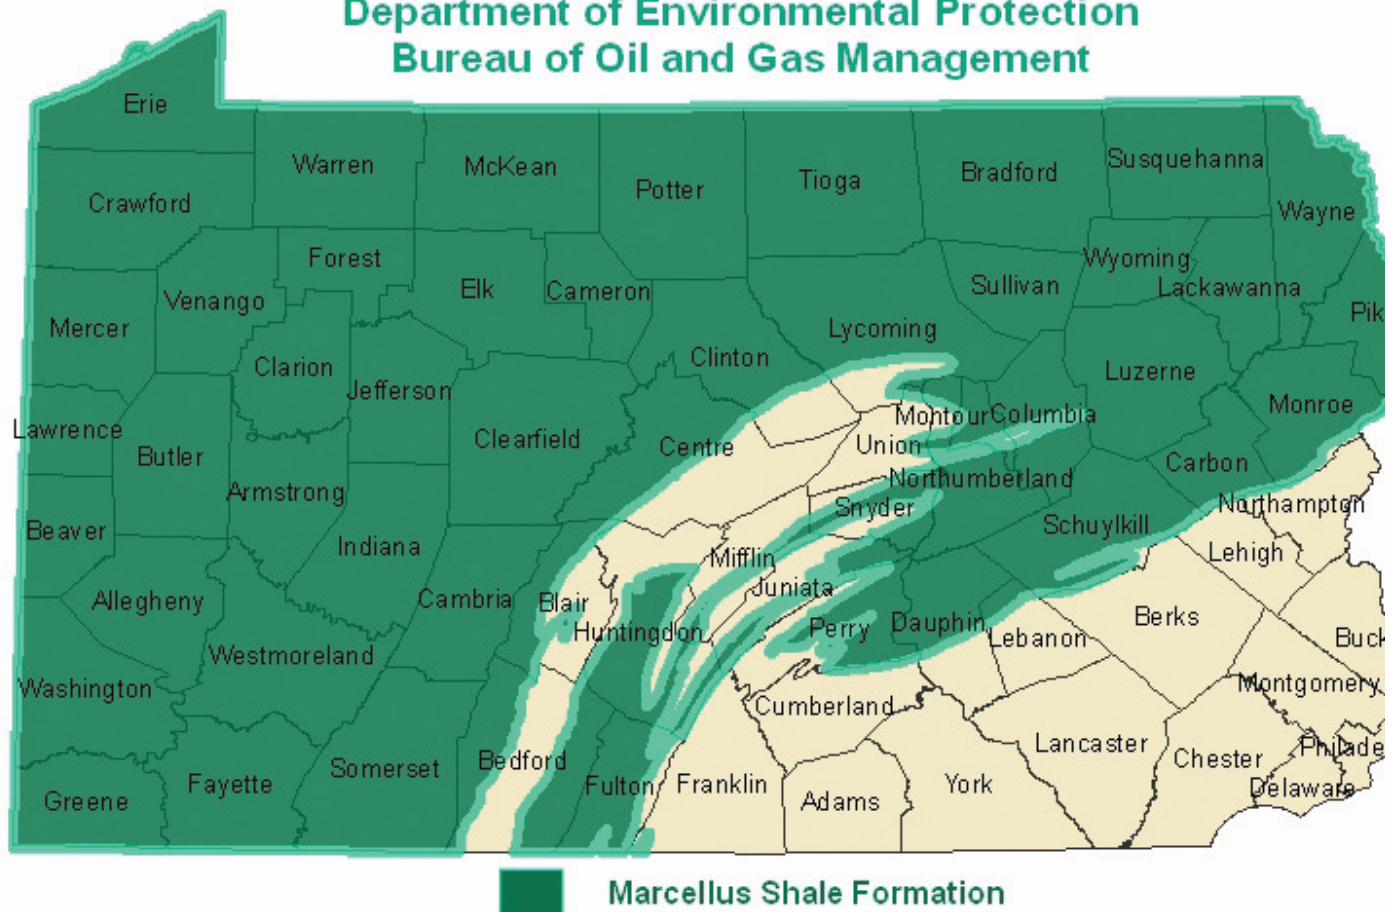 Department of Environmental Protection
Bureau of Oil and Gas Management
Erie
Warren
McKean
Potter
Tioga
Bradford
Susquehanna
Crawford
Wayne
Forest
Venango
Elk
Cameron
Wyoming
Sullivan
Lackawanna
Mercer
Lycoming
Pik
Clarion
Clinton
Jefferson
Luzerne
Lawrence
Montour
Columbia
Monroe
Butler
Clearfield
Centre
Union
Carbon
Armstrong
Northumberland
Snyder
Northampton
Beaver
Indiana
Schuylkill
Mifflin
Lehigh
Allegheny
Cambria
Blair
Juniata
Huntingdon
Perry
Dauphin
Lebanon
Berks
Buck
Westmoreland
Washington
Montgomery
Cumberland
Bedford
Lancaster
Philade
Somerset
Chester
Greene
Fayette
Fulton
Franklin
Adams
York
Delaware
Marcellus Shale Formation